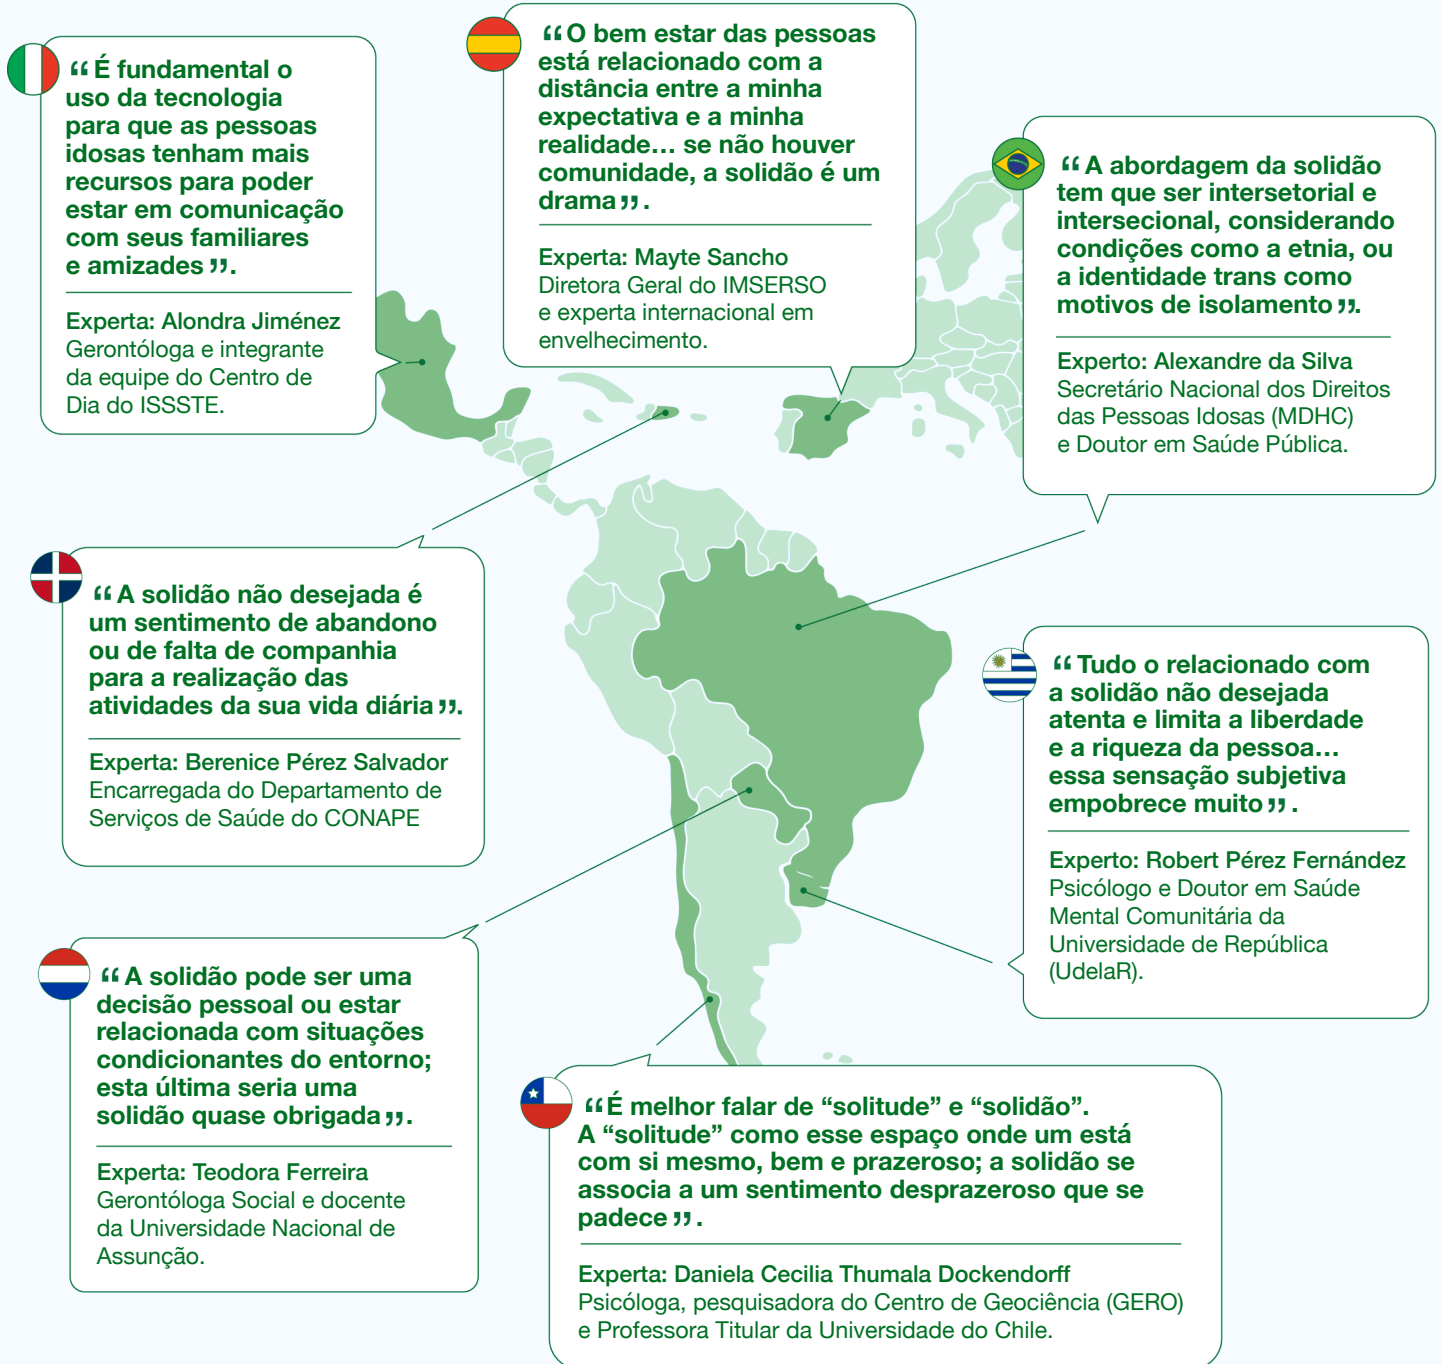 “É fundamental o
uso da tecnologia
para que as pessoas
idosas tenham mais
recursos para poder
estar em comunicação
com seus familiares
e amizades”.
Experta: Alondra Jiménez
Gerontóloga e integrante
da equipe do Centro de
Dia do ISSSTE.
“O bem estar das pessoas
está relacionado com a
distância entre a minha
expectativa e a minha
realidade... se não houver
comunidade, a solidão é um
drama”.
Experta: Mayte Sancho
Diretora Geral do IMSERSO
e experta internacional em
envelhecimento.
“A abordagem da solidão
tem que ser intersetorial e
intersecional, considerando
condições como a etnia, ou
a identidade trans como
motivos de isolamento”.
Experto: Alexandre da Silva
Secretário Nacional dos Direitos
das Pessoas Idosas (MDHC)
e Doutor em Saúde Pública.
“A solidão não desejada é
um sentimento de abandono
ou de falta de companhia
para a realização das
atividades da sua vida diária”.
Experta: Berenice Pérez Salvador
Encarregada do Departamento de
Serviços de Saúde do CONAPE
“Tudo o relacionado com
a solidão não desejada
atenta e limita a liberdade
e a riqueza da pessoa...
essa sensação subjetiva
empobrece muito”.
Experto: Robert Pérez Fernández
Psicólogo e Doutor em Saúde
Mental Comunitária da
Universidade de República
(UdelaR).
“A solidão pode ser uma
decisão pessoal ou estar
relacionada com situações
condicionantes do entorno;
esta última seria uma
solidão quase obrigada”.
Experta: Teodora Ferreira
Gerontóloga Social e docente
da Universidade Nacional de
Assunção.
“É melhor falar de “solitude” e “solidão”.
A “solitude” como esse espaço onde um está
com si mesmo, bem e prazeroso; a solidão se
associa a um sentimento desprazeroso que se
padece”.
Experta: Daniela Cecilia Thumala Dockendorff
Psicóloga, pesquisadora do Centro de Geociência (GERO)
e Professora Titular da Universidade do Chile.